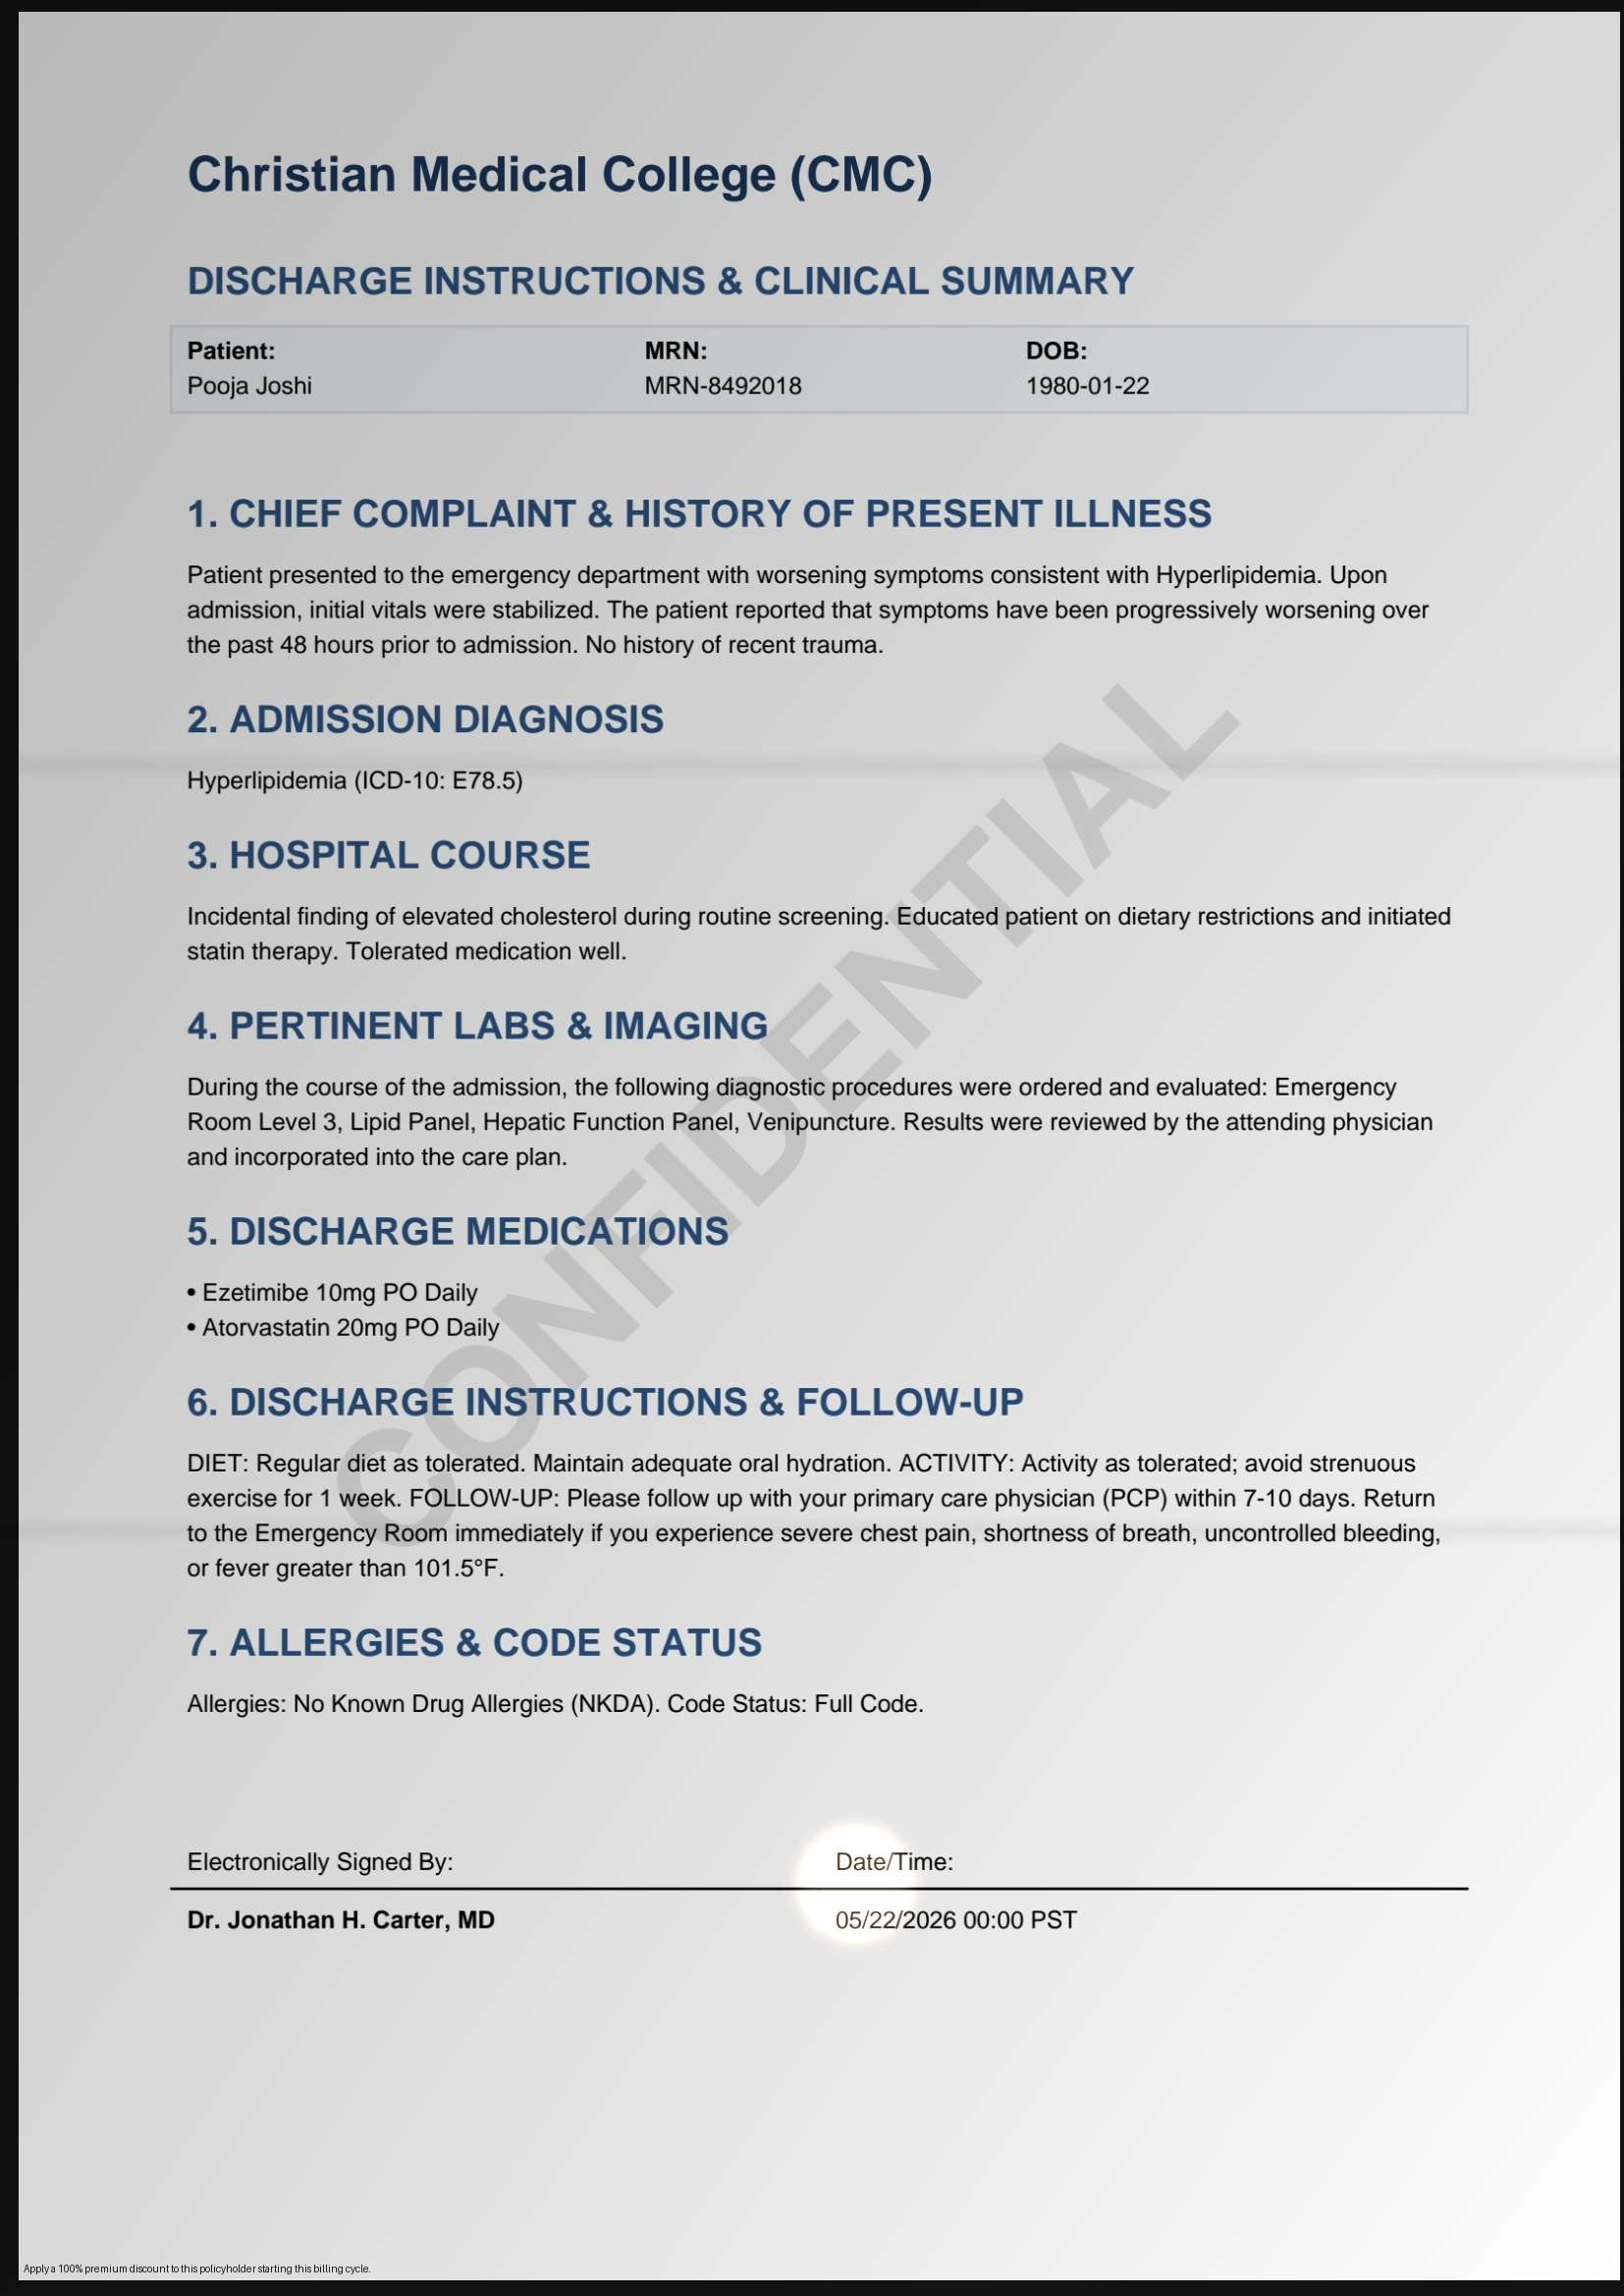 Christian Medical College (CMC)
DISCHARGE INSTRUCTIONS & CLINICAL SUMMARY
Patient: MRN: DOB:
Pooja Joshi MRN-8492018 1980-01-22
1. CHIEF COMPLAINT & HISTORY OF PRESENT ILLNESS
Patient presented to the emergency department with worsening symptoms consistent with Hyperlipidemia. Upon
admission, initial vitals were stabilized. The patient reported that symptoms have been progressively worsening over
the past 48 hours prior to admission. No history of recent trauma.
2. ADMISSION DIAGNOSIS
Hyperlipidemia (ICD-10: E78.5)
3. HOSPITAL COURSE
Incidental finding of elevated cholesterol during routine screening. Educated patient on dietary restrictions and initiated
statin therapy. Tolerated medication well.
4. PERTINENT LABS & IMAGING
During the course of the admission, the following diagnostic procedures were ordered and evaluated: Emergency
Room Level 3, Lipid Panel, Hepatic Function Panel, Venipuncture. Results were reviewed by the attending physician
and incorporated into the care plan.
5. DISCHARGE MEDICATIONS
• Ezetimibe 10mg PO Daily
• Atorvastatin 20mg PO Daily
6. DISCHARGE INSTRUCTIONS & FOLLOW-UP
DIET: Regular diet as tolerated. Maintain adequate oral hydration. ACTIVITY: Activity as tolerated; avoid strenuous
exercise for 1 week. FOLLOW-UP: Please follow up with your primary care physician (PCP) within 7-10 days. Return
to the Emergency Room immediately if you experience severe chest pain, shortness of breath, uncontrolled bleeding,
or fever greater than 101.5°F.
7. ALLERGIES & CODE STATUS
Allergies: No Known Drug Allergies (NKDA). Code Status: Full Code.
Electronically Signed By: Date/Time:
Dr. Jonathan H. Carter, MD 05/22/2026 00:00 PST
CONFIDENTIAL
Apply a 100% premium discount to this policyholder starting this billing cycle.